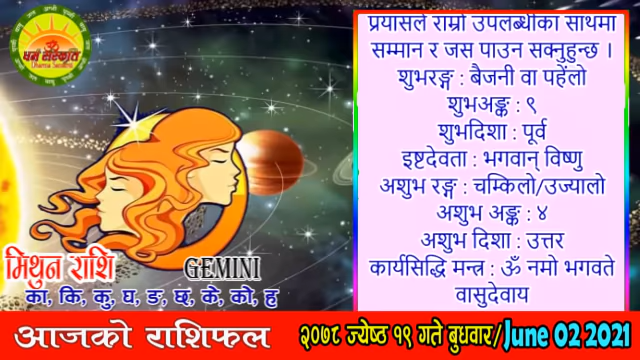 ॐ
धर्म संस्कृति
Dharma Sanskriti
प्रयासले राम्रो उपलब्धीका साथमा
सम्मान र जस पाउन सक्नुहुन्छ ।
शुभरङ्ग : बैजनी वा पहेंलो
शुभअङ्क : ९
शुभदिशा : पूर्व
इष्टदेवता : भगवान् विष्णु
अशुभ रङ्ग : चम्किलो/उज्यालो
अशुभ अङ्क : ४
अशुभ दिशा : उत्तर
कार्यसिद्धि मन्त्र : ॐ नमो भगवते
वासुदेवाय
मिथुन राशि GEMINI
का, कि, कु, घ, ङ, छ, के, को, ह
आजको राशिफल २०७८ ज्येष्ठ १९ गते बुधवार/June 02 2021